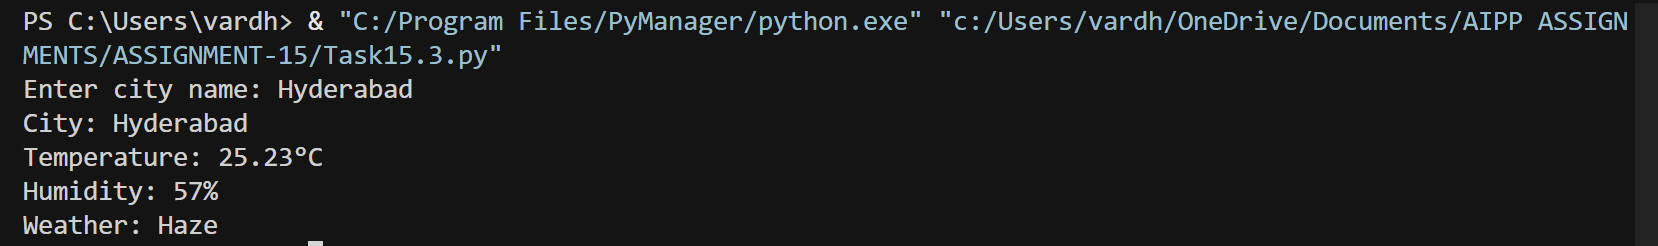 PS C:\Users\vardh> & "C:/Program Files/PyManager/python.exe" "c:/Users/vardh/OneDrive/Documents/AIPP ASSIGN
MENTS/ASSIGNMENT-15/Task15.3.py"
Enter city name: Hyderabad
City: Hyderabad
Temperature: 25.23°C
Humidity: 57%
Weather: Haze